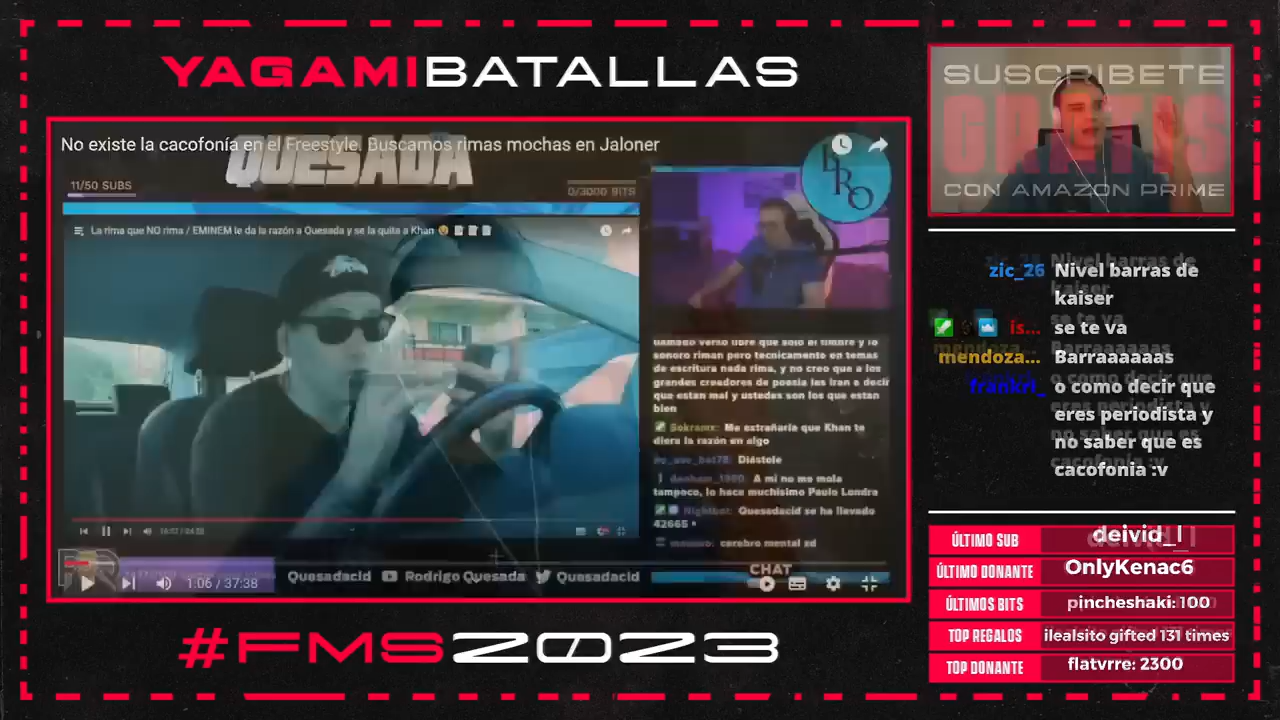 YAGAMIBATALLAS
No existe la cacofonía en el Freestyle. Buscamos rimas mochas en Jaloner
QUESADA
11/50 SUBS
0/3000 BITS
La rima que NO rima / EMINEM le da la razón a Quesada y se la quita a Khan
sonoro riman pero tecnicamente en temas
de escritura nada rima, y no creo que a los
grandes creadores de poesia les iran a decir
que estan mal y ustedas son los que estan
bien
Sokrams: Me extrañaria que Khan te
diera la razón en algo
Diástole
A mi no me mola
tampoco, lo hace muchisimo Paulo Londra
Nightbot: Quesadacid se ha llevado
42665
cerebro mental xd
CHAT
1:06 / 37:38
Quesadacid
Rodrigo Quesada
Quesadacid
#FMS2023
SUSCRIBETE
GRATIS
CON AMAZON PRIME
zic_26 Nivel barras de
kaiser
is... se te va
mendoza... Barraaaaaas
frankrl_ o como decir que
eres periodista y
no saber que es
cacofonia :v
ÚLTIMO SUB deivid_l
ÚLTIMO DONANTE OnlyKenac6
ÚLTIMOS BITS pincheshaki: 100
TOP REGALOS ilealsito gifted 131 times
TOP DONANTE flatvrre: 2300